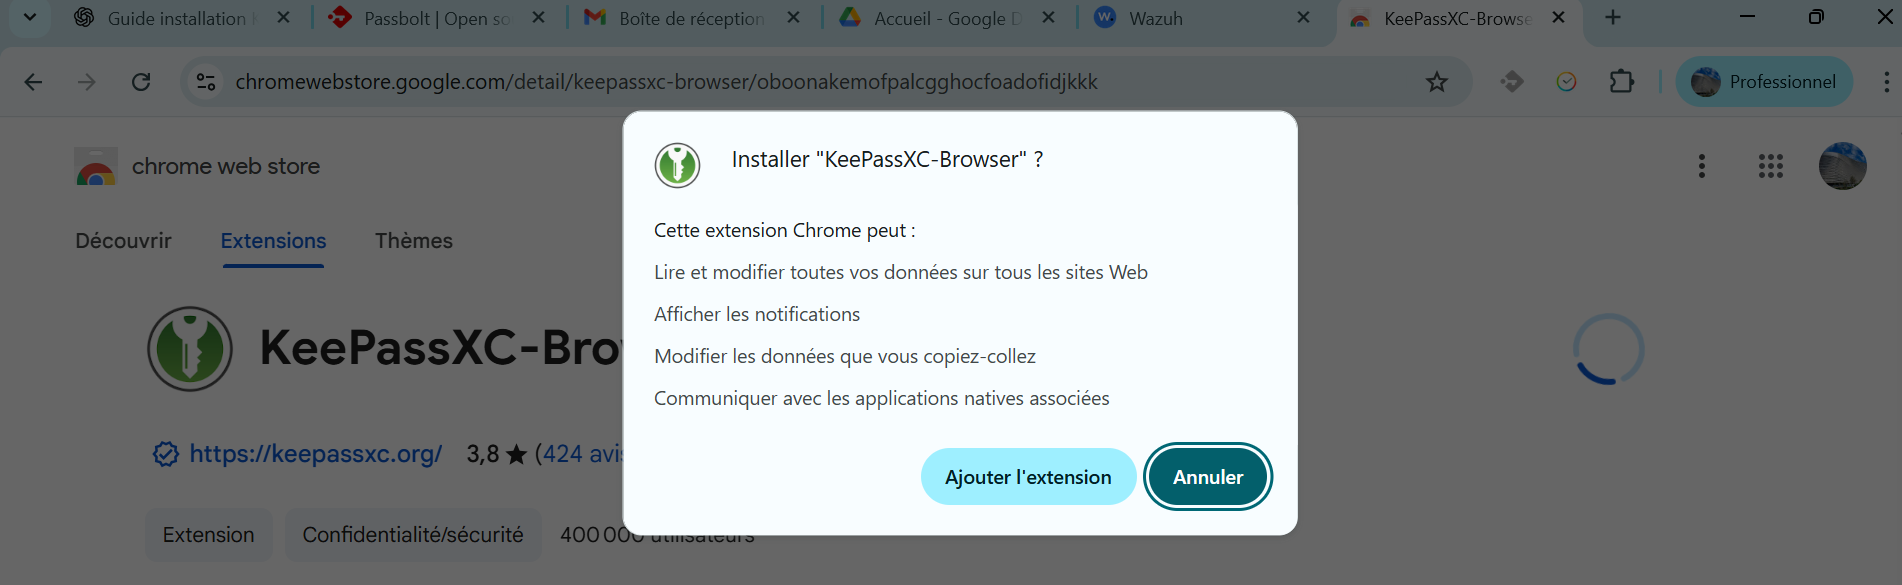 Guide installation
Passbolt | Open so
Boîte de réception
Accueil - Google D
Wazuh
KeePassXC-Browse
chromewebstore.google.com/detail/keepassxc-browser/oboonakemofpalcgghocfoadofidjkkk
Professionnel
chrome web store
Installer "KeePassXC-Browser" ?
Découvrir
Extensions
Thèmes
Cette extension Chrome peut :
Lire et modifier toutes vos données sur tous les sites Web
Afficher les notifications
Modifier les données que vous copiez-collez
Communiquer avec les applications natives associées
Ajouter l'extension
Annuler
KeePassXC-Bro
https://keepassxc.org/
3,8 ★ (424 avis
Extension
Confidentialité/sécurité
400 000 utilisateurs